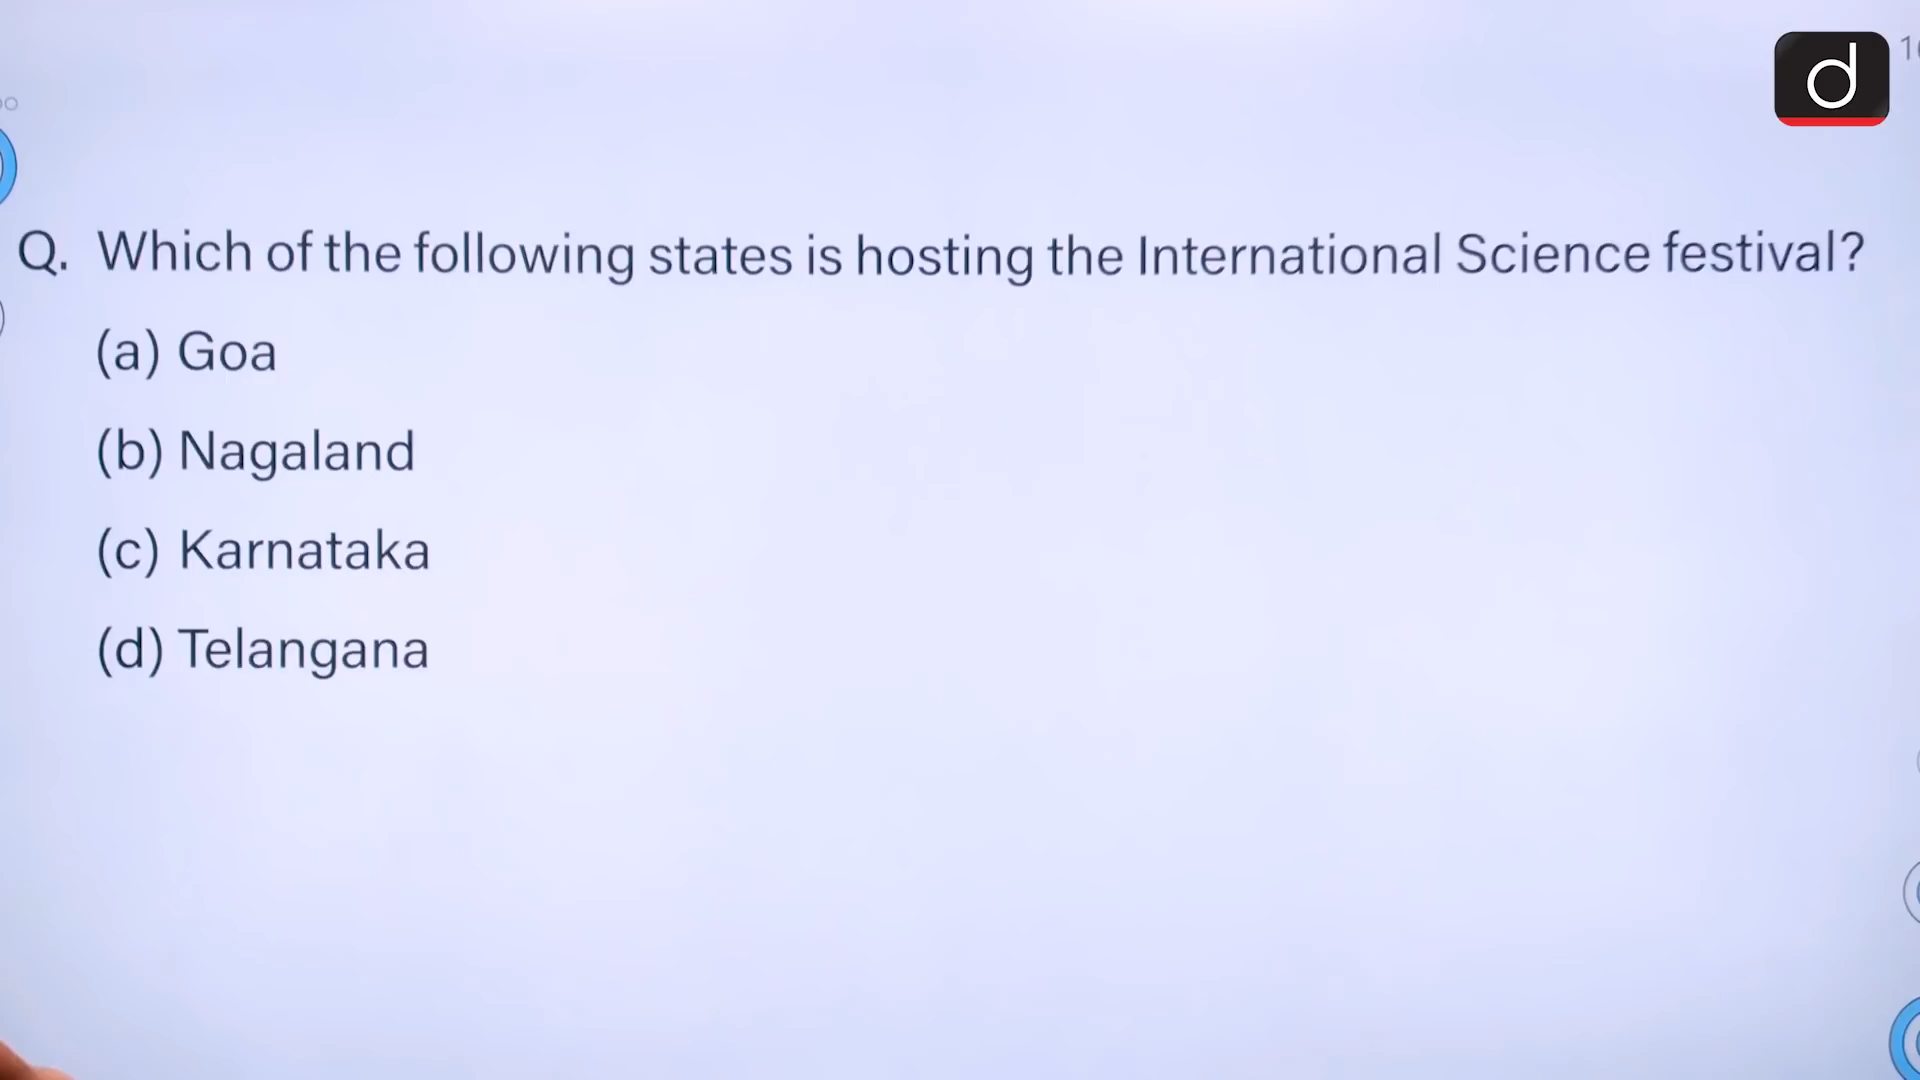 Q. Which of the following states is hosting the International Science festival?
(a) Goa
(b) Nagaland
(c) Karnataka
(d) Telangana